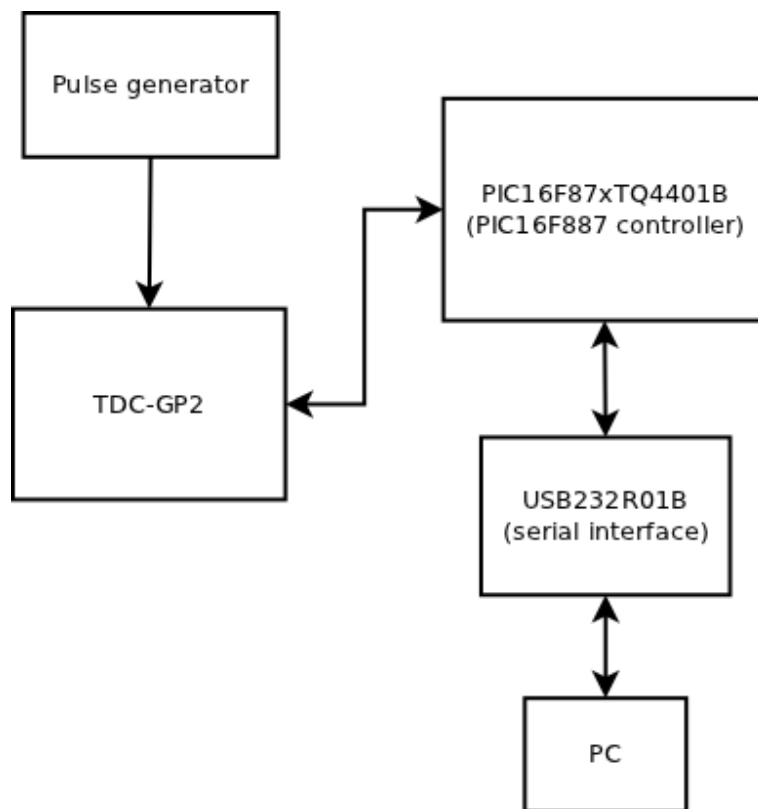 Pulse generator
PIC16F87xTQ4401B
(PIC16F887 controller)
TDC-GP2
USB232R01B
(serial interface)
PC